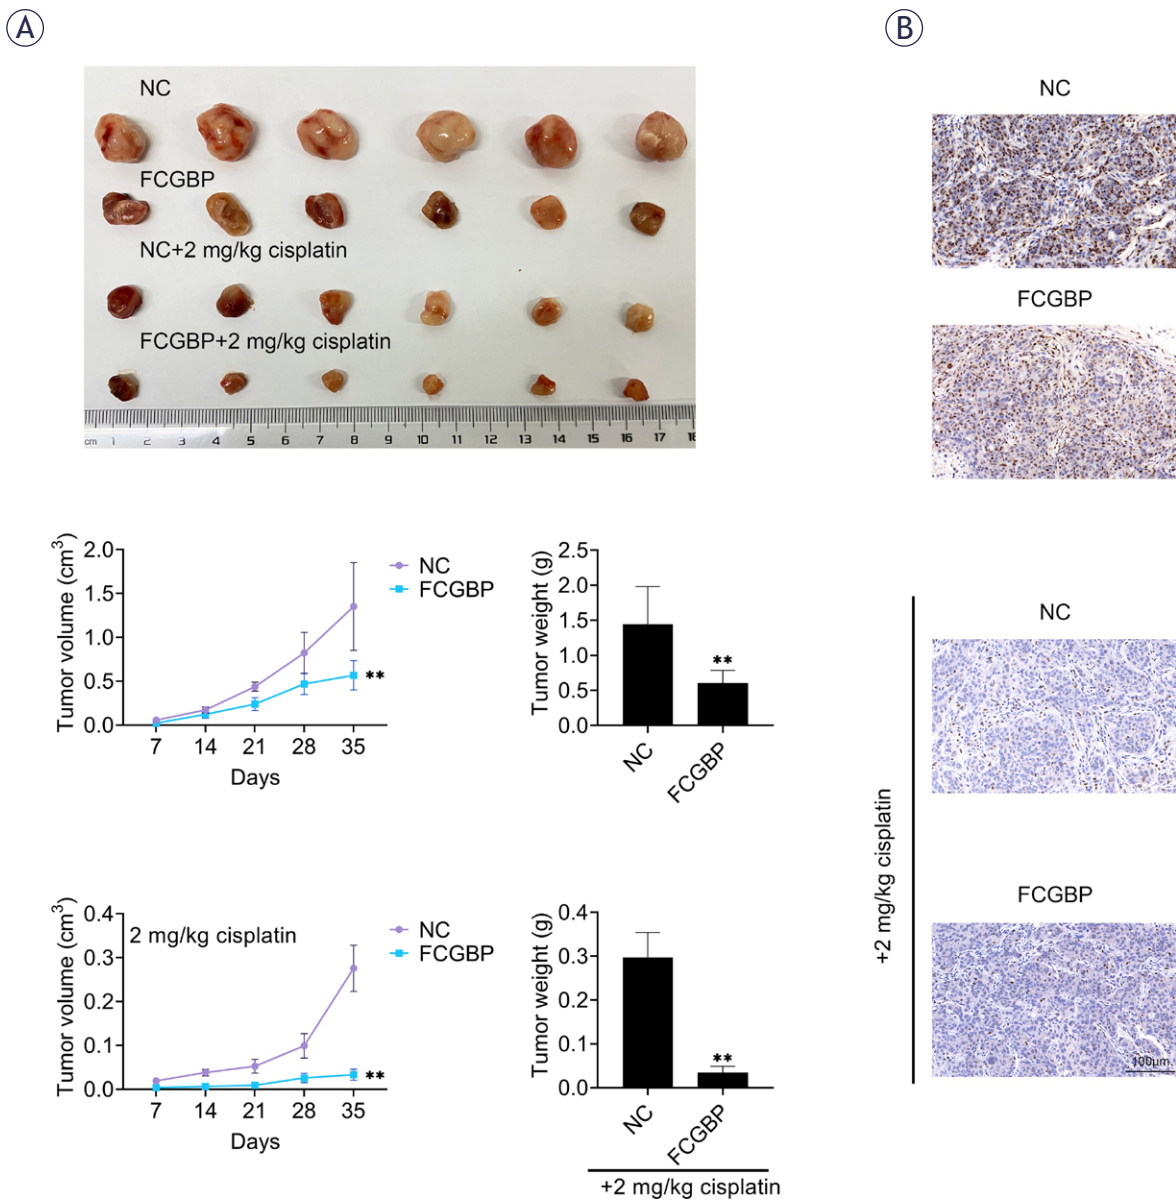 A
B
NC
FCGBP
NC+2 mg/kg cisplatin
FCGBP+2 mg/kg cisplatin
cm 1 2 3 4 5 6 7 8 9 10 11 12 13 14 15 16 17 18
NC
FCGBP
Tumor volume (cm³)
2.0
1.5
1.0
0.5
0.0
7 14 21 28 35
Days
NC
FCGBP
**
Tumor weight (g)
2.5
2.0
1.5
1.0
0.5
0.0
**
NC
FCGBP
Tumor volume (cm³)
0.4
0.3
0.2
0.1
0.0
2 mg/kg cisplatin
7 14 21 28 35
Days
NC
FCGBP
**
Tumor weight (g)
0.4
0.3
0.2
0.1
0.0
**
NC
FCGBP
+2 mg/kg cisplatin
+2 mg/kg cisplatin
NC
FCGBP
100μm